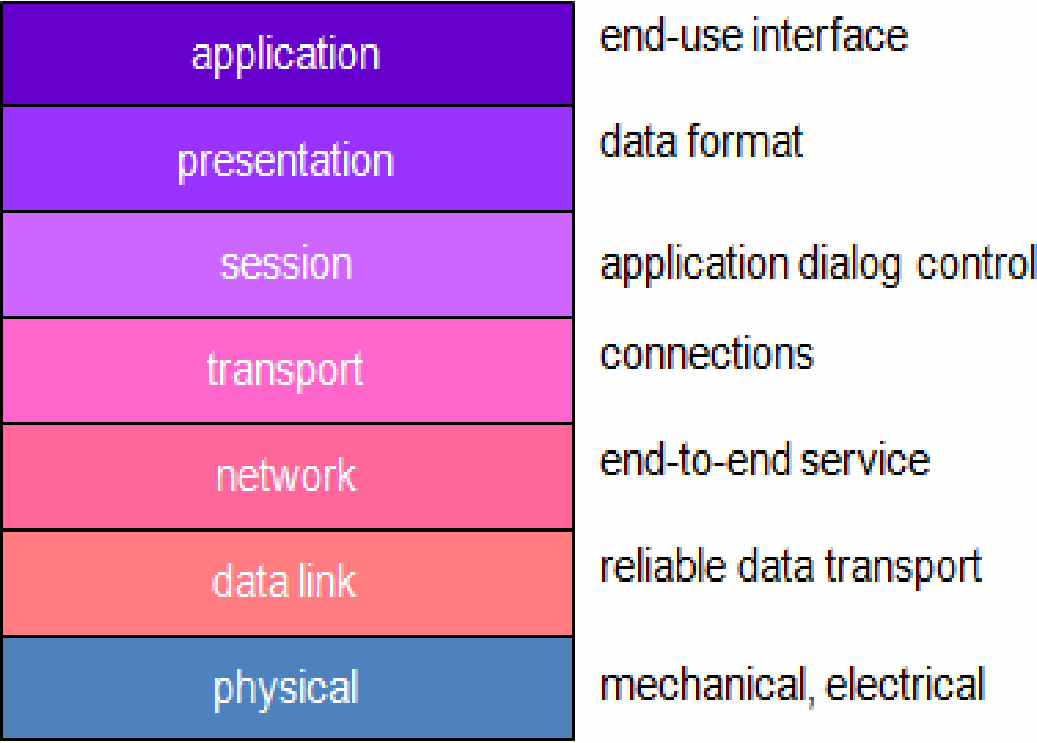 application end-use interface
presentation data format
session application dialog control
transport connections
network end-to-end service
data link reliable data transport
physical mechanical, electrical